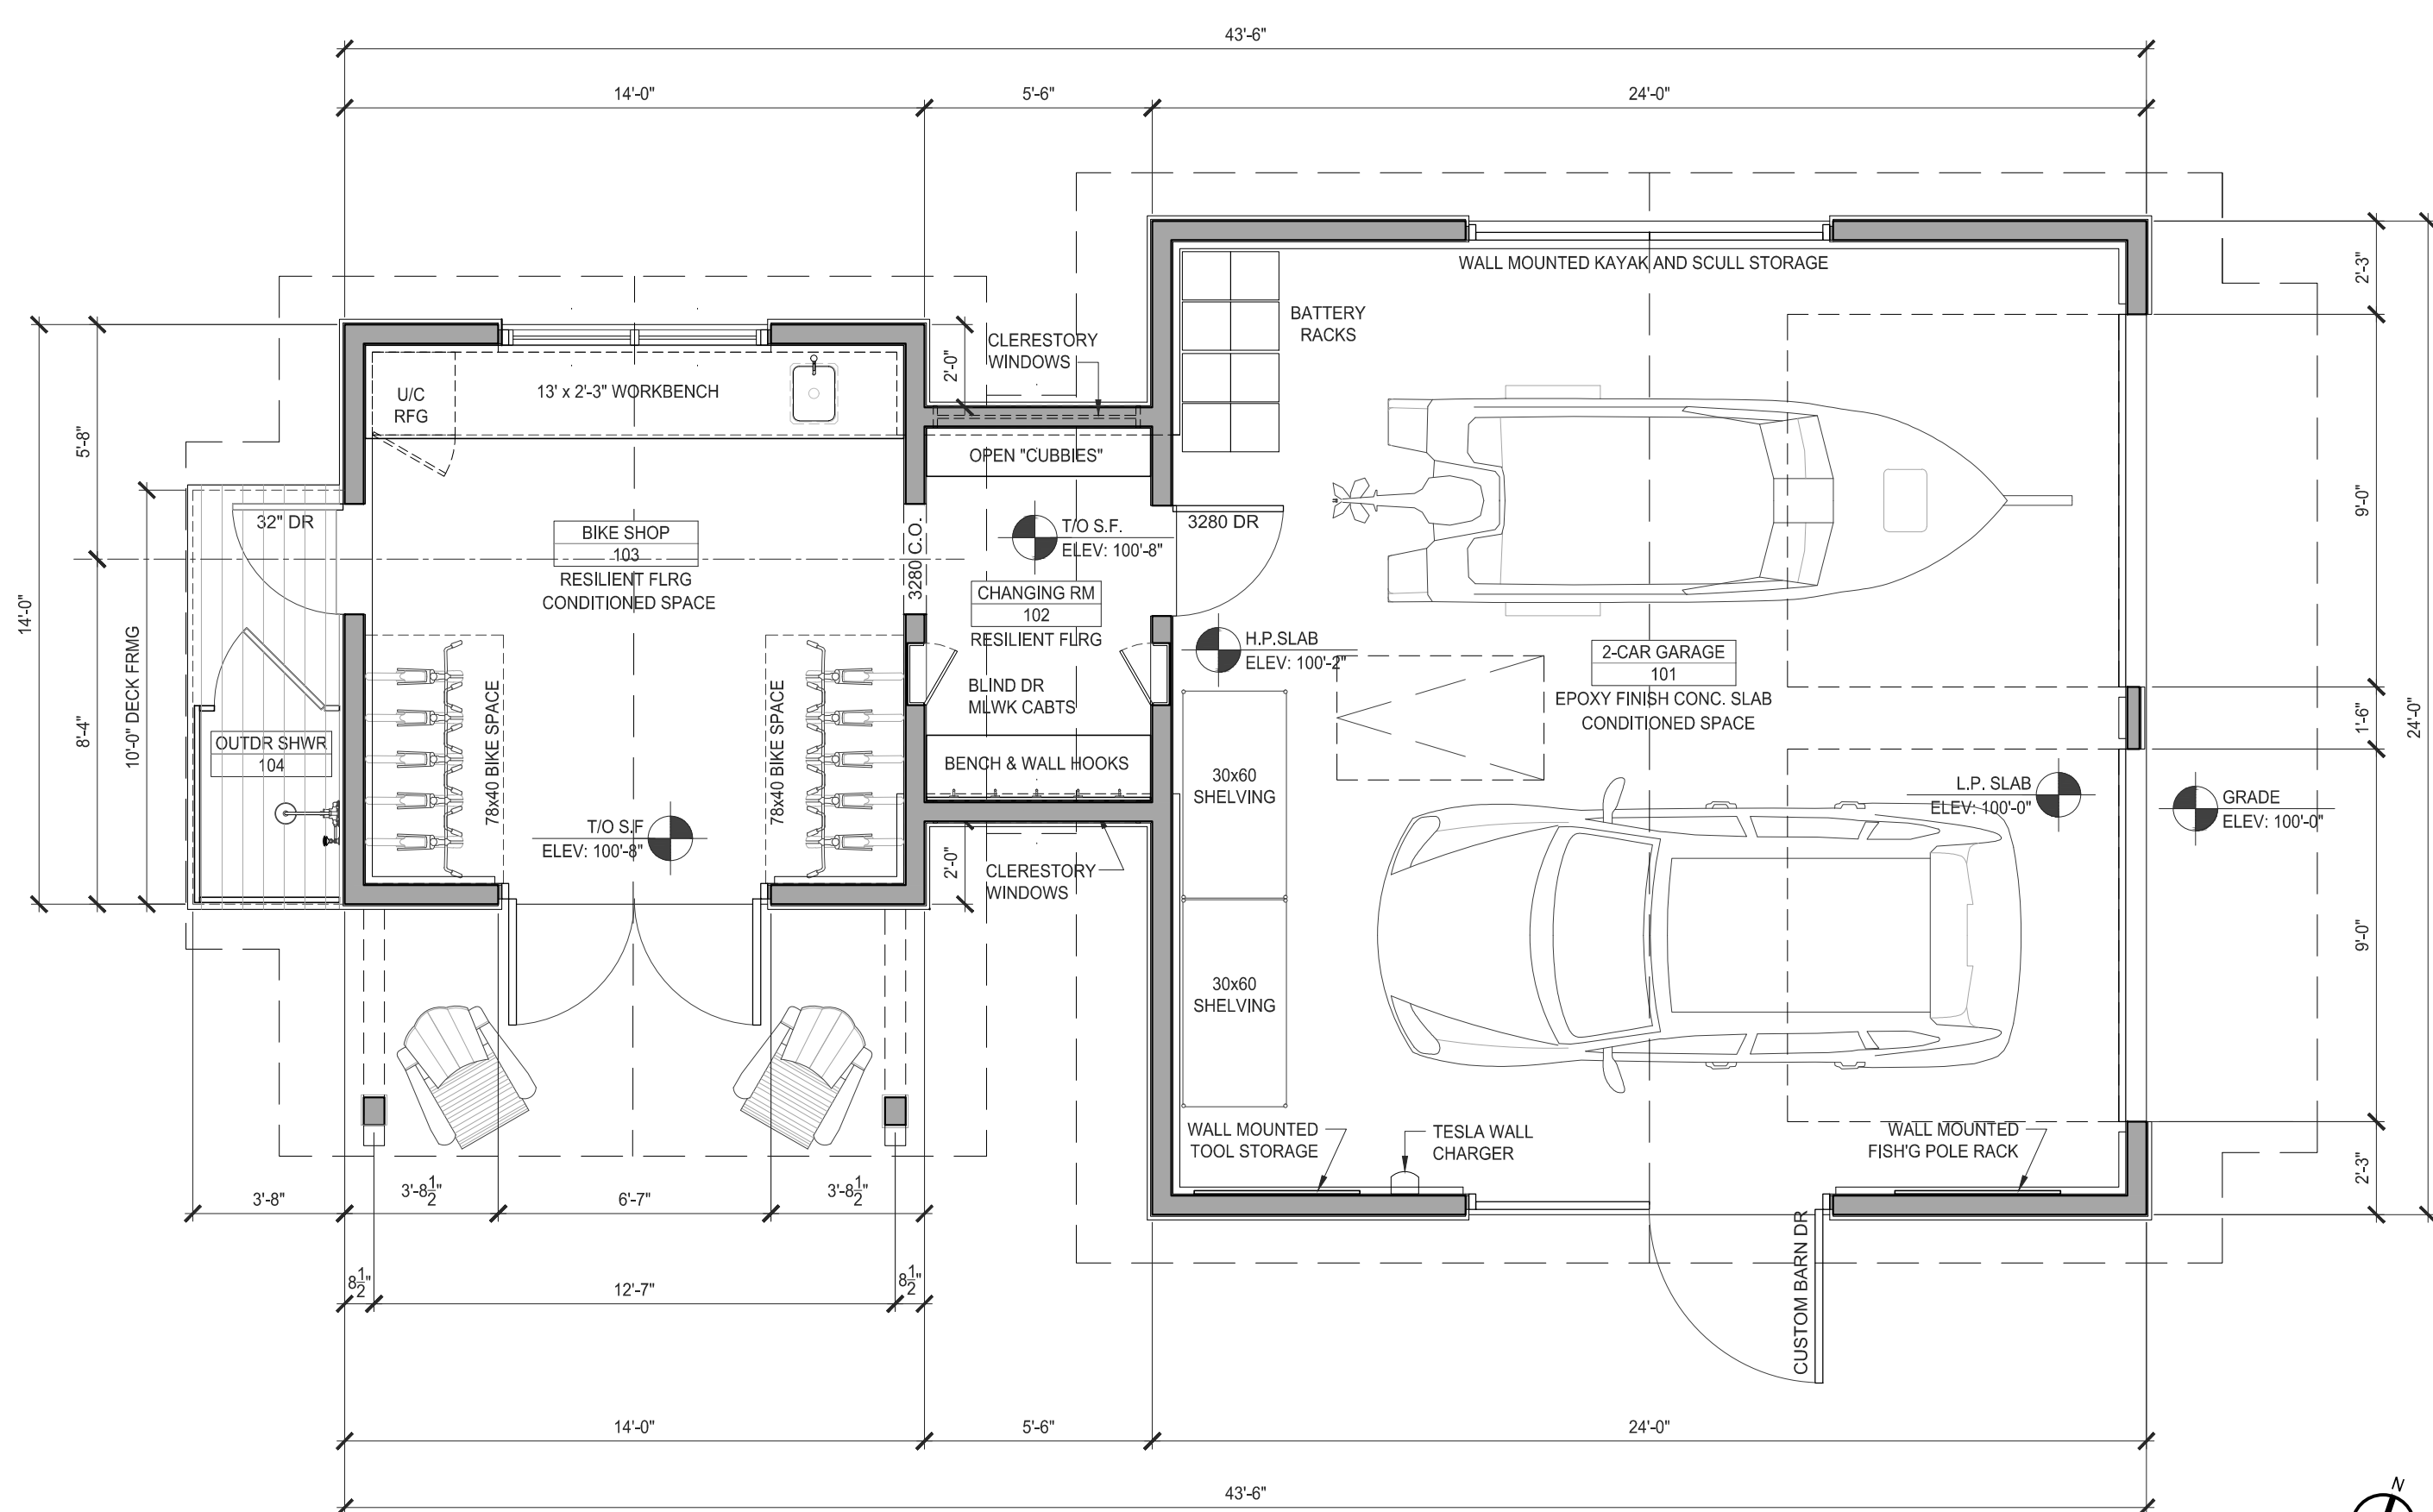 43'-6"
14'-0"
5'-6"
24'-0"
WALL MOUNTED KAYAK AND SCULL STORAGE
2'-3"
BATTERY
RACKS
CLERESTORY
WINDOWS
2'-0"
U/C
RFG
13' x 2'-3" WORKBENCH
5'-8"
OPEN "CUBBIES"
9'-0"
32" DR
BIKE SHOP
103
RESILIENT FLRG
CONDITIONED SPACE
3280 C.O.
T/O S.F.
ELEV: 100'-8"
3280 DR
CHANGING RM
102
RESILIENT FLRG
14'-0"
10'-0" DECK FRMG
H.P.SLAB
ELEV: 100'-2"
2-CAR GARAGE
101
EPOXY FINISH CONC. SLAB
CONDITIONED SPACE
BLIND DR
MLWK CABTS
8'-4"
OUTDR SHWR
104
78x40 BIKE SPACE
78x40 BIKE SPACE
BENCH & WALL HOOKS
1'-6"
24'-0"
30x60
SHELVING
L.P. SLAB
ELEV: 100'-0"
GRADE
ELEV: 100'-0"
T/O S.F
ELEV: 100'-8"
2'-0"
CLERESTORY
WINDOWS
9'-0"
30x60
SHELVING
WALL MOUNTED
TOOL STORAGE
TESLA WALL
CHARGER
WALL MOUNTED
FISH'G POLE RACK
2'-3"
3'-8"
3'-8 1/2"
6'-7"
3'-8 1/2"
8 1/2"
12'-7"
8 1/2"
CUSTOM BARN DR
14'-0"
5'-6"
24'-0"
43'-6"
N